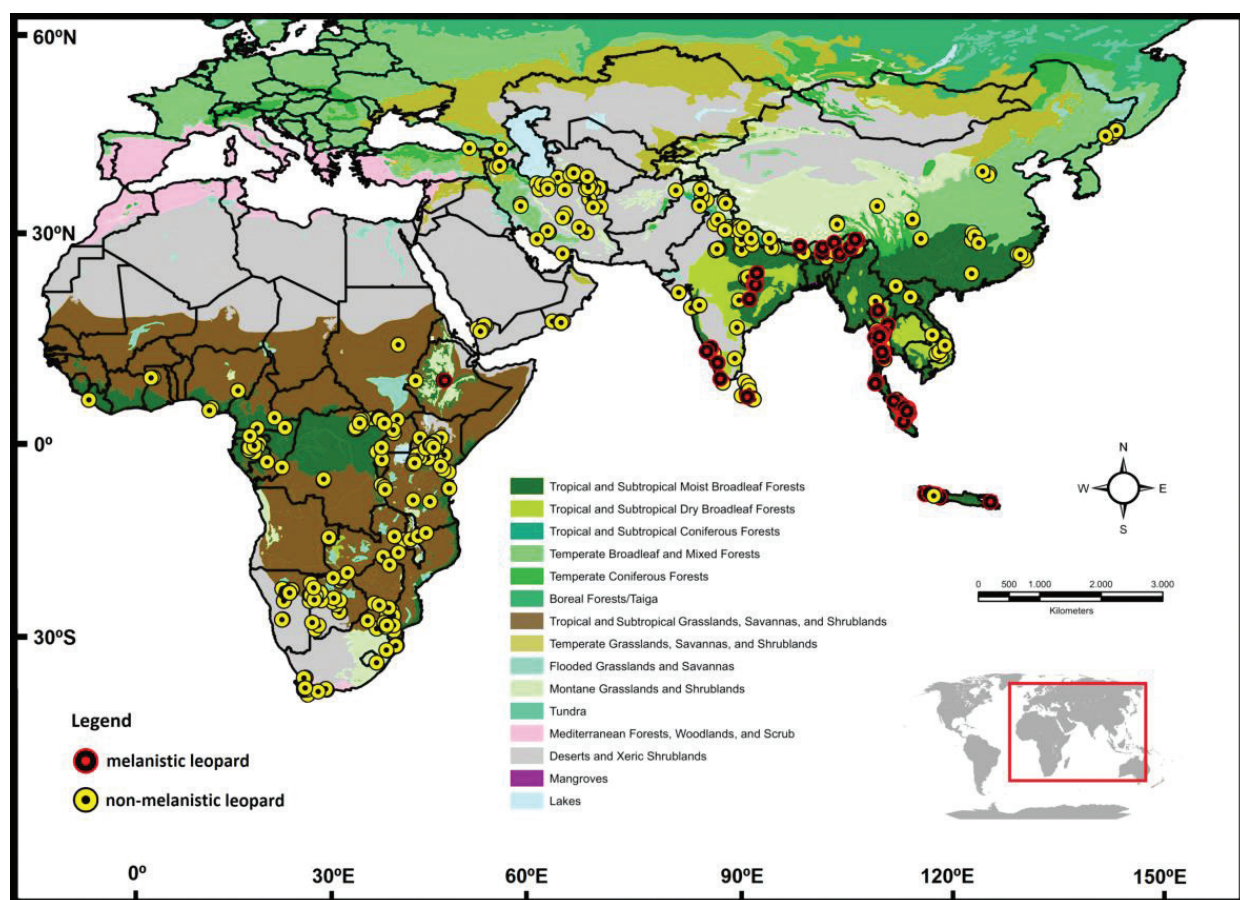 60ºN
30ºN
0º
30ºS
Tropical and Subtropical Moist Broadleaf Forests
Tropical and Subtropical Dry Broadleaf Forests
Tropical and Subtropical Coniferous Forests
Temperate Broadleaf and Mixed Forests
Temperate Coniferous Forests
Boreal Forests/Taiga
Tropical and Subtropical Grasslands, Savannas, and Shrublands
Temperate Grasslands, Savannas, and Shrublands
Flooded Grasslands and Savannas
Montane Grasslands and Shrublands
Tundra
Mediterranean Forests, Woodlands, and Scrub
Deserts and Xeric Shrublands
Mangroves
Lakes
N
W E
S
0 500 1.000 2.000 3.000
Kilometers
Legend
melanistic leopard
non-melanistic leopard
0º 30ºE 60ºE 90ºE 120ºE 150ºE